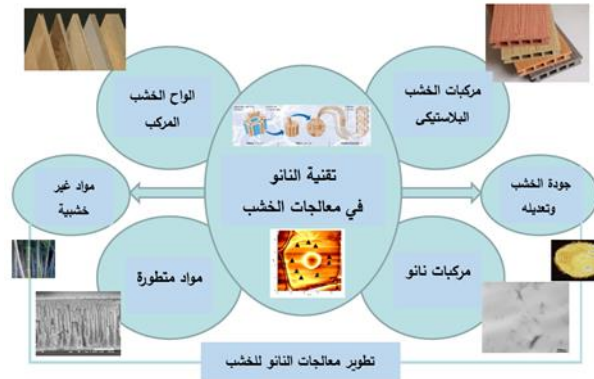 مركبات الخشب
البلاستيكي
الواح الخشب
المركب
تقنية النانو
في معالجات الخشب
جودة الخشب
وتعديله
مواد غير
خشبية
مركبات نانو
مواد متطورة
تطوير معالجات النانو للخشب